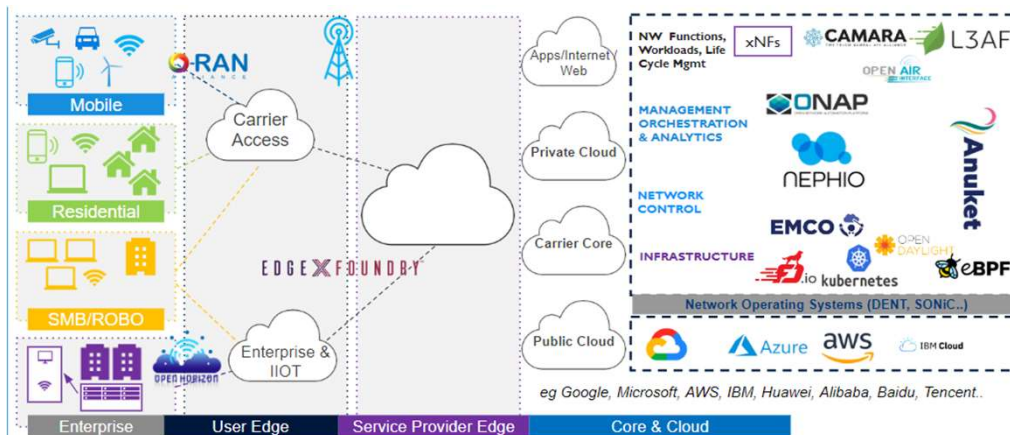 Mobile
Residential
SMB/ROBO
Enterprise
O-RAN
ALLIANCE
Carrier
Access
EDGE X FOUNDRY
OPEN HORIZON
Enterprise &
IIOT
User Edge
Service Provider Edge
Apps/Internet/
Web
Private Cloud
Carrier Core
Public Cloud
Core & Cloud
NW Functions,
Workloads, Life
Cycle Mgmt
xNFs
CAMARA
L3AF
OPEN AIR
INTERFACE
MANAGEMENT
ORCHESTRATION
& ANALYTICS
ONAP
NEPHIO
Anuket
NETWORK
CONTROL
EMCO
OPEN
DAYLIGHT
INFRASTRUCTURE
FD.io
kubernetes
eBPF
Network Operating Systems (DENT, SONiC..)
Azure
aws
IBM Cloud
eg Google, Microsoft, AWS, IBM, Huawei, Alibaba, Baidu, Tencent..